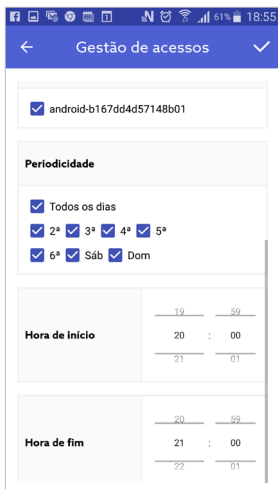 61% 18:55
Gestão de acessos
android-b167dd4d57148b01
Periodicidade
Todos os dias
2ª 3ª 4ª 5ª
6ª Sáb Dom
19 59
Hora de início 20 : 00
21 01
20 59
Hora de fim 21 : 00
22 01